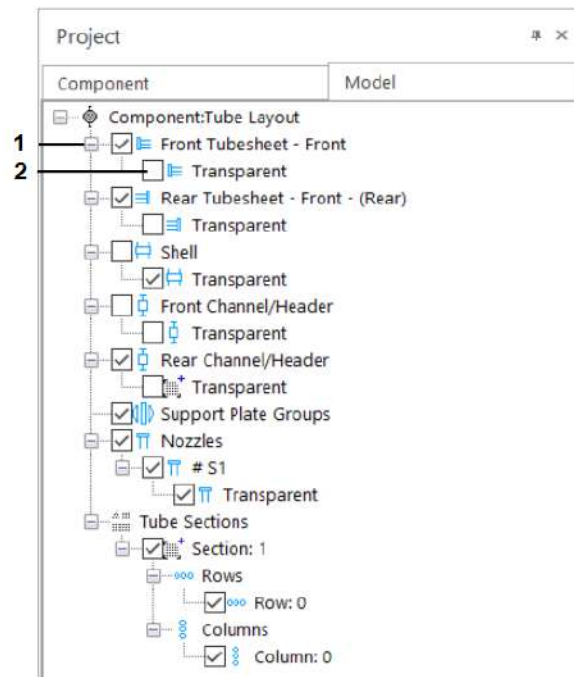 Project
Component Model
Component:Tube Layout
1 Front Tubesheet - Front
2 Transparent
Rear Tubesheet - Front - (Rear)
Transparent
Shell
Transparent
Front Channel/Header
Transparent
Rear Channel/Header
Transparent
Support Plate Groups
Nozzles
# S1
Transparent
Tube Sections
Section: 1
Rows
Row: 0
Columns
Column: 0